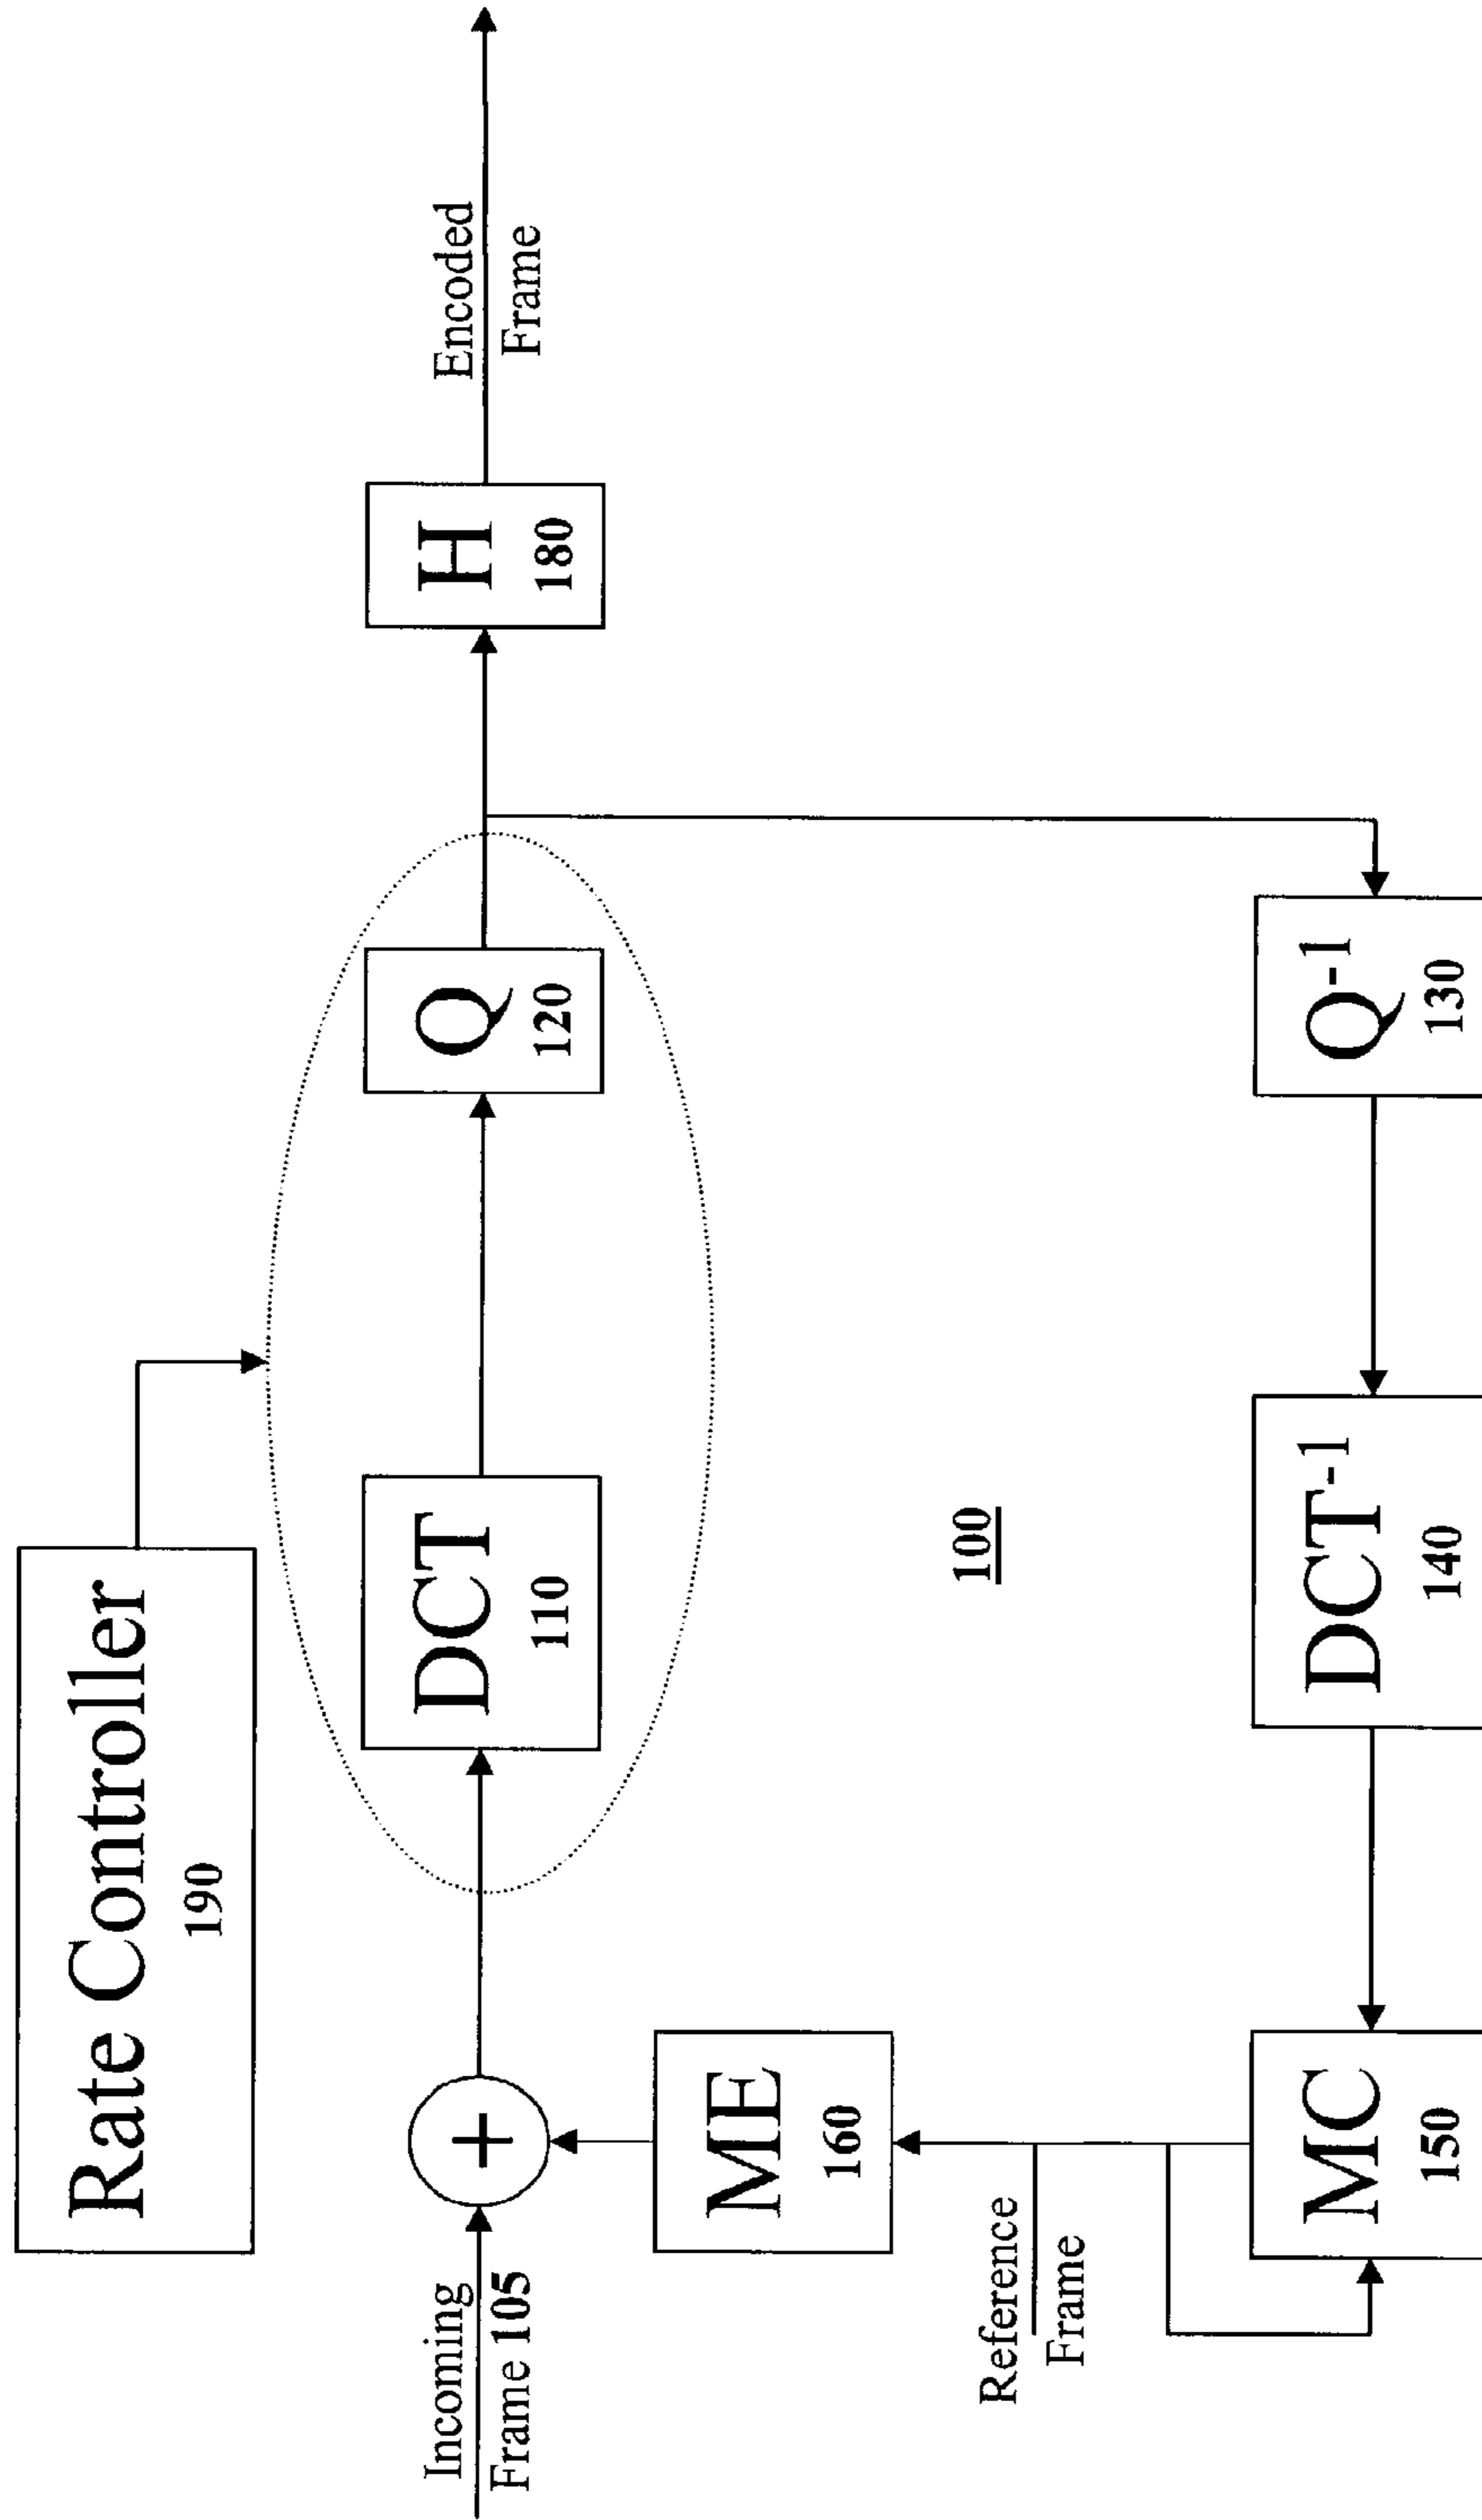 Rate Controller
190
Incoming
Frame 105
+
DCT
110
Q
120
H
180
Encoded
Frame
ME
160
100
Reference
Frame
MC
150
DCT-1
140
Q-1
130